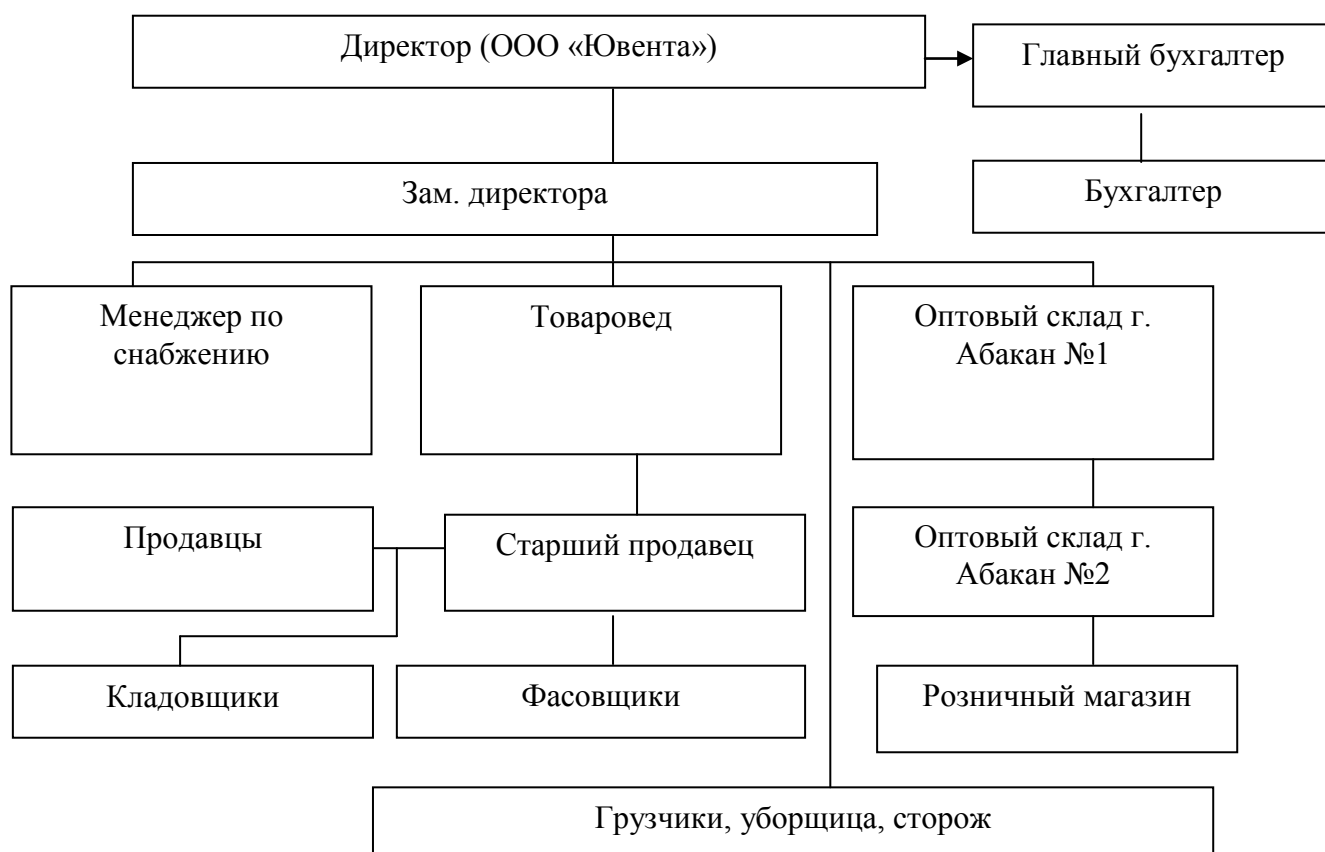 Директор (ООО «Ювента»)
Главный бухгалтер
Зам. директора
Бухгалтер
Менеджер по
снабжению
Товаровед
Оптовый склад г.
Абакан №1
Продавцы
Старший продавец
Оптовый склад г.
Абакан №2
Кладовщики
Фасовщики
Розничный магазин
Грузчики, уборщица, сторож